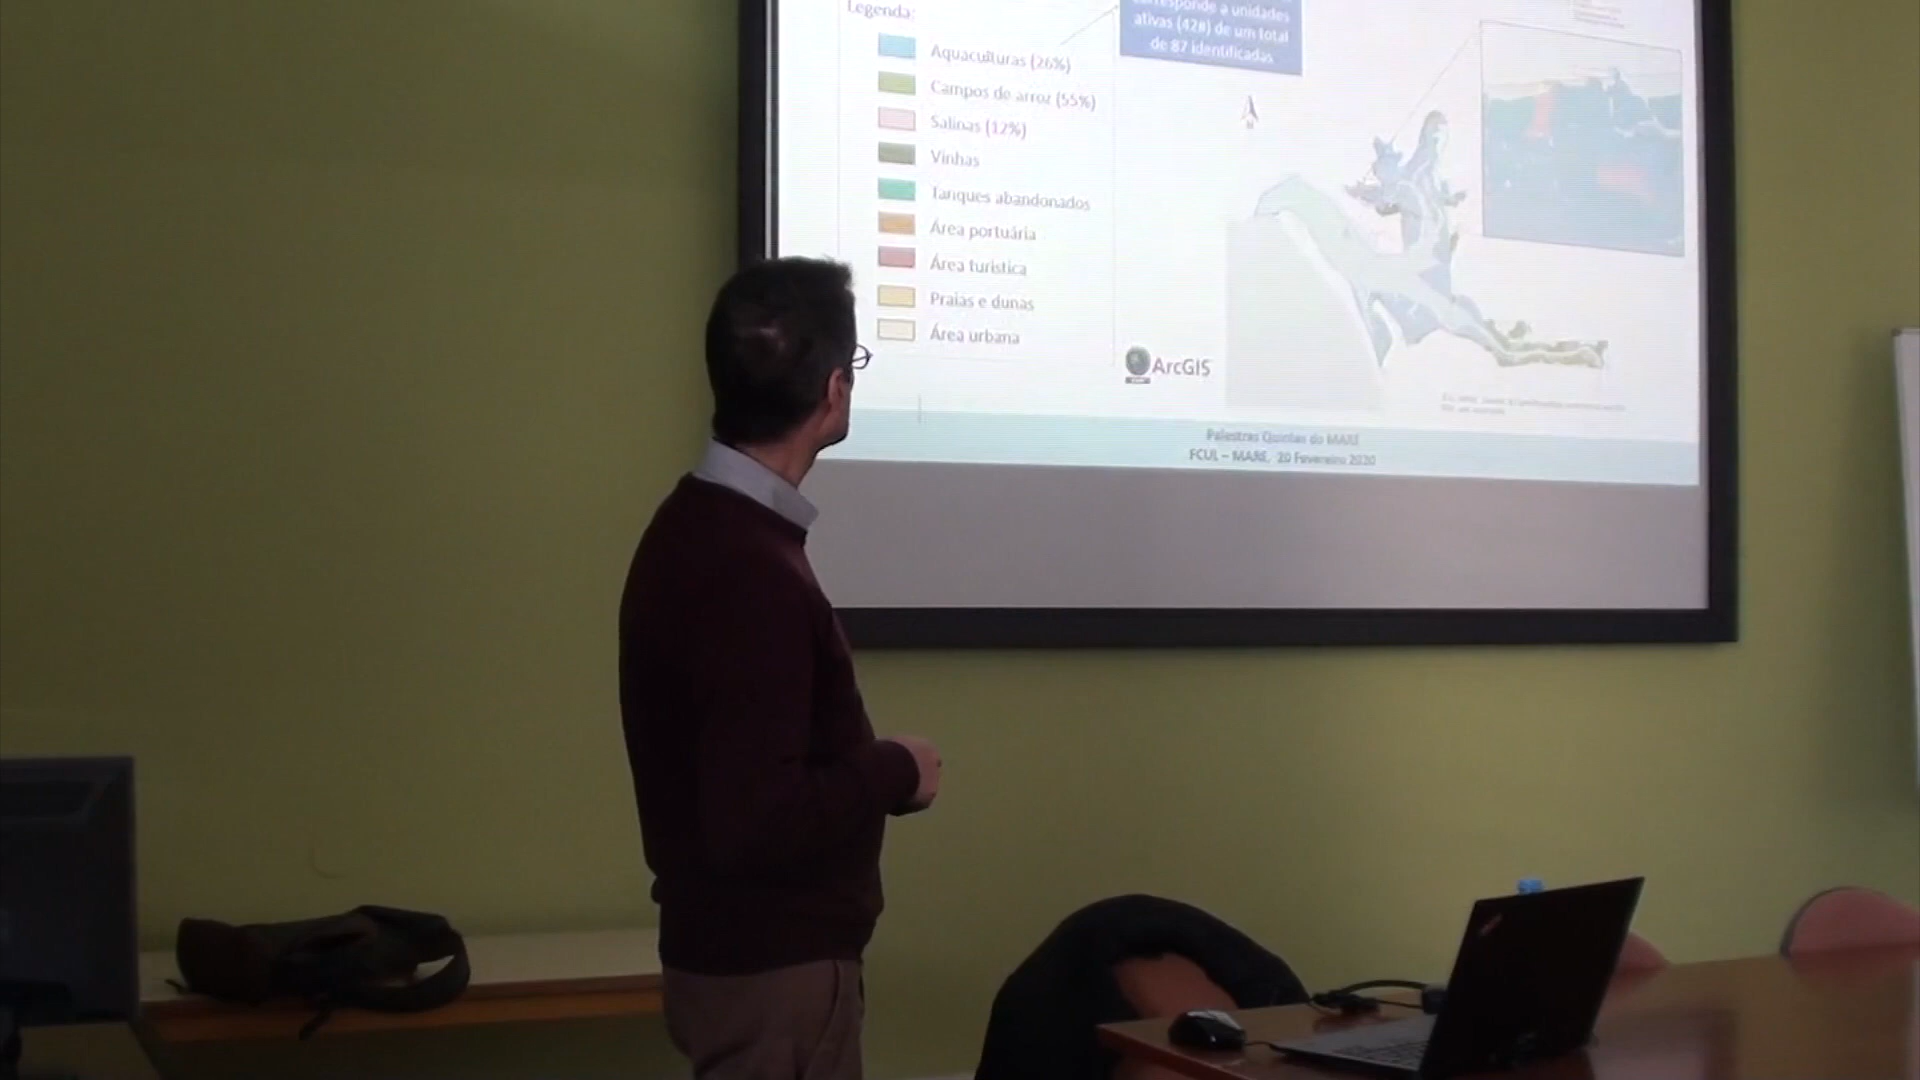 Legenda:
Aquaculturas (26%)
Campos de arroz (55%)
Salinas (12%)
Vinhas
Tanques abandonados
Área portuária
Área turistica
Praias e dunas
Área urbana
corresponde a unidades
ativas (42#) de um total
de 87 identificadas
N
ArcGIS
Palestras Quintas do MARE
FCUL – MARE, 20 Fevereiro 2020